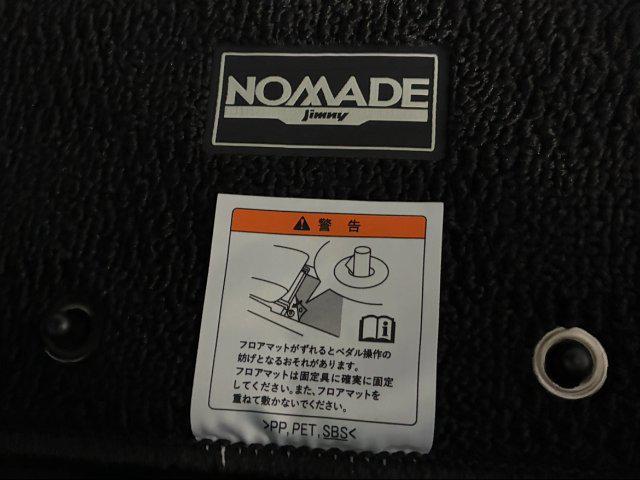 NOMADE
Jimny
警告
フロアマットがずれるとペダル操作の
妨げとなるおそれがあります。
フロアマットは固定具に確実に固定
してください。また、フロアマットを
重ねて敷かないでください。
>PP, PET, SBS<